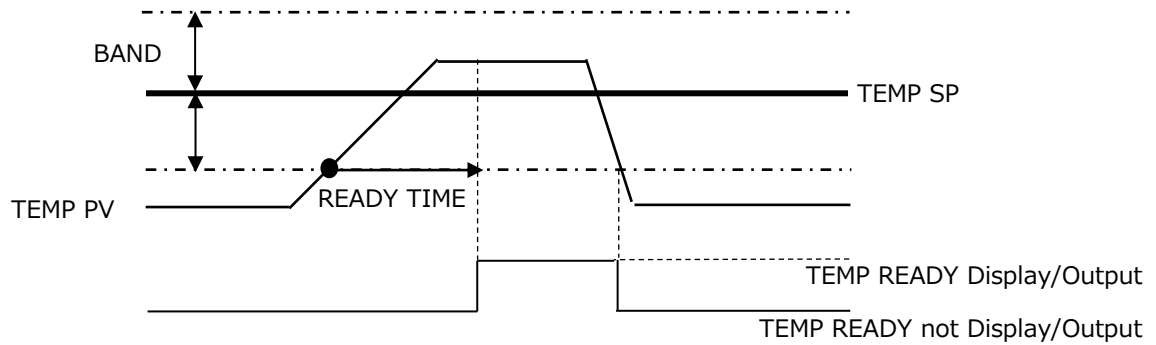 BAND
TEMP SP
READY TIME
TEMP PV
TEMP READY Display/Output
TEMP READY not Display/Output